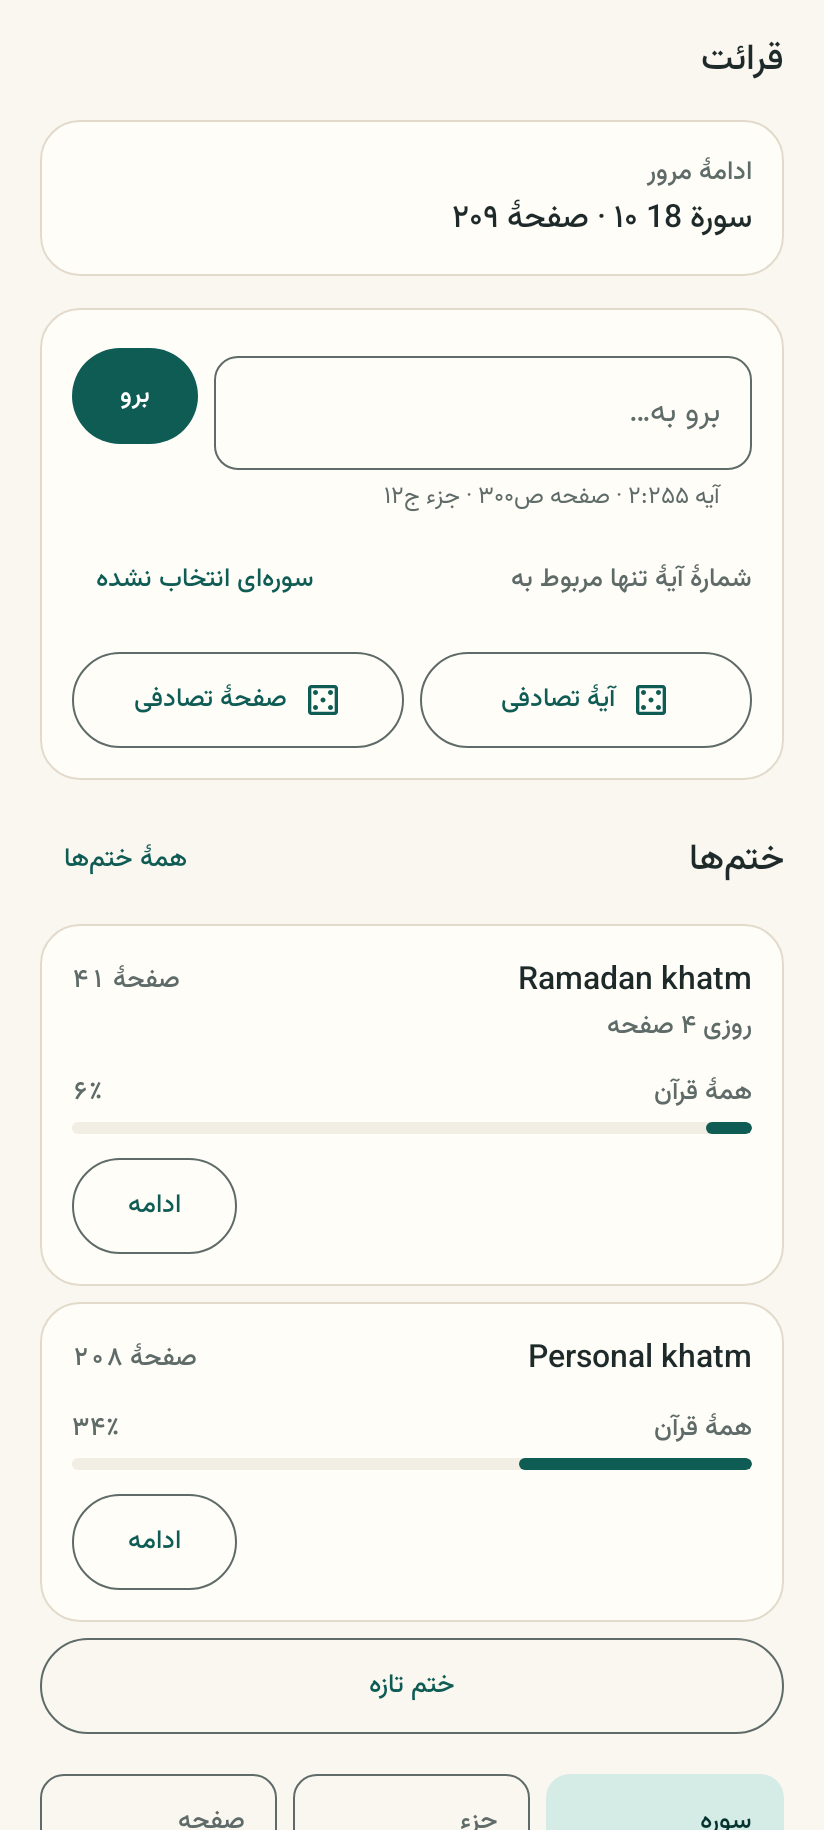 قرائت
ادامهٔ مرور
سورة 18 ۱۰ · صفحهٔ ۲۰۹
برو به...
برو
آیه ۲:۲۵۵ · صفحه ص۳۰۰ · جزء ج۱۲
شمارهٔ آیهٔ تنها مربوط به
سوره‌ای انتخاب نشده
آیهٔ تصادفی
صفحهٔ تصادفی
ختم‌ها
همهٔ ختم‌ها
Ramadan khatm
صفحهٔ ۴۱
روزی ۴ صفحه
همهٔ قرآن
۶٪
ادامه
Personal khatm
صفحهٔ ۲۰۸
همهٔ قرآن
۳۴٪
ادامه
ختم تازه
سوره
جزء
صفحه